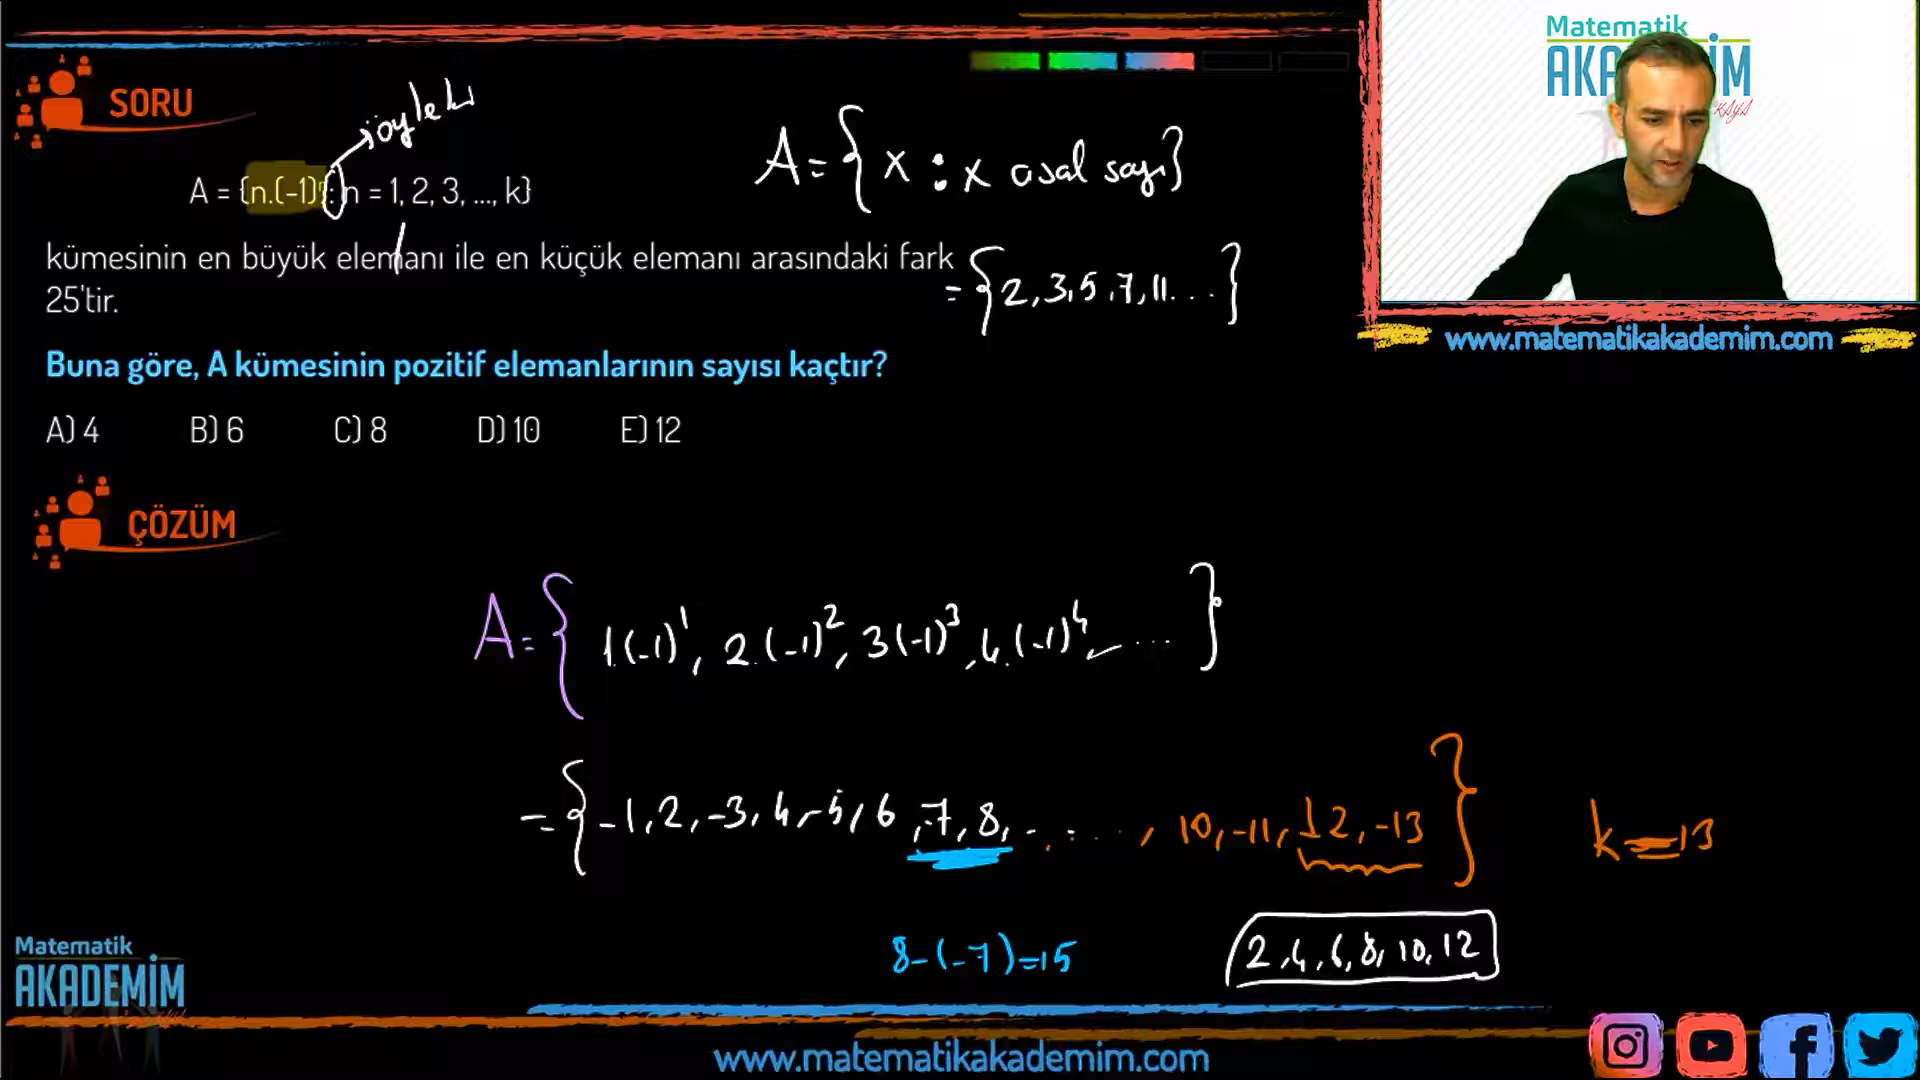 Matematik
AKADEMİM
KAYA
SORU
şöyleki
A = {n.(-1)ⁿ: n = 1, 2, 3, ..., k}
A = { x : x asal sayı}
kümesinin en büyük elemanı ile en küçük elemanı arasındaki fark
25'tir.
= {2, 3, 5, 7, 11 ... }
www.matematikakademim.com
Buna göre, A kümesinin pozitif elemanlarının sayısı kaçtır?
A) 4 B) 6 C) 8 D) 10 E) 12
ÇÖZÜM
A = { 1.(-1)¹, 2.(-1)², 3(-1)³, 4.(-1)⁴, ... }
= { -1, 2, -3, 4, -5, 6, -7, 8, ....., 10, -11, 12, -13 }
k = 13
8-(-7)=15
2, 4, 6, 8, 10, 12
Matematik
AKADEMİM
www.matematikakademim.com